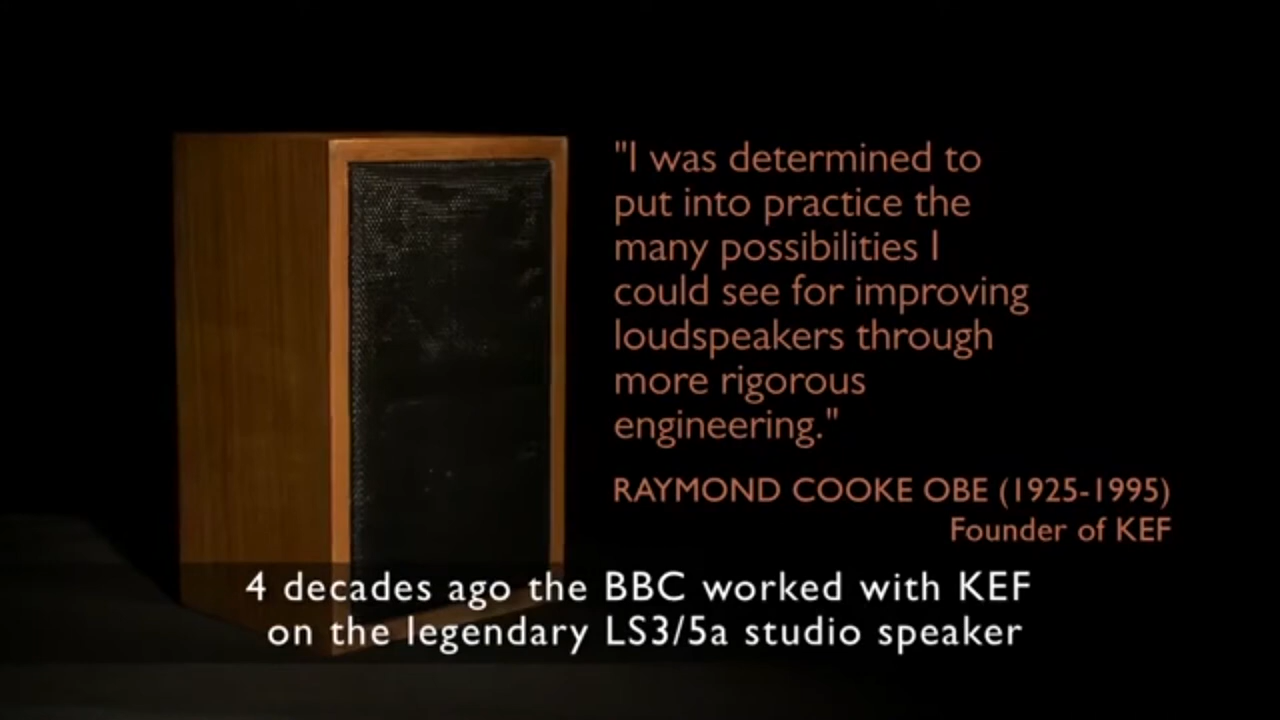 "I was determined to
put into practice the
many possibilities I
could see for improving
loudspeakers through
more rigorous
engineering."
RAYMOND COOKE OBE (1925-1995)
Founder of KEF
4 decades ago the BBC worked with KEF
on the legendary LS3/5a studio speaker